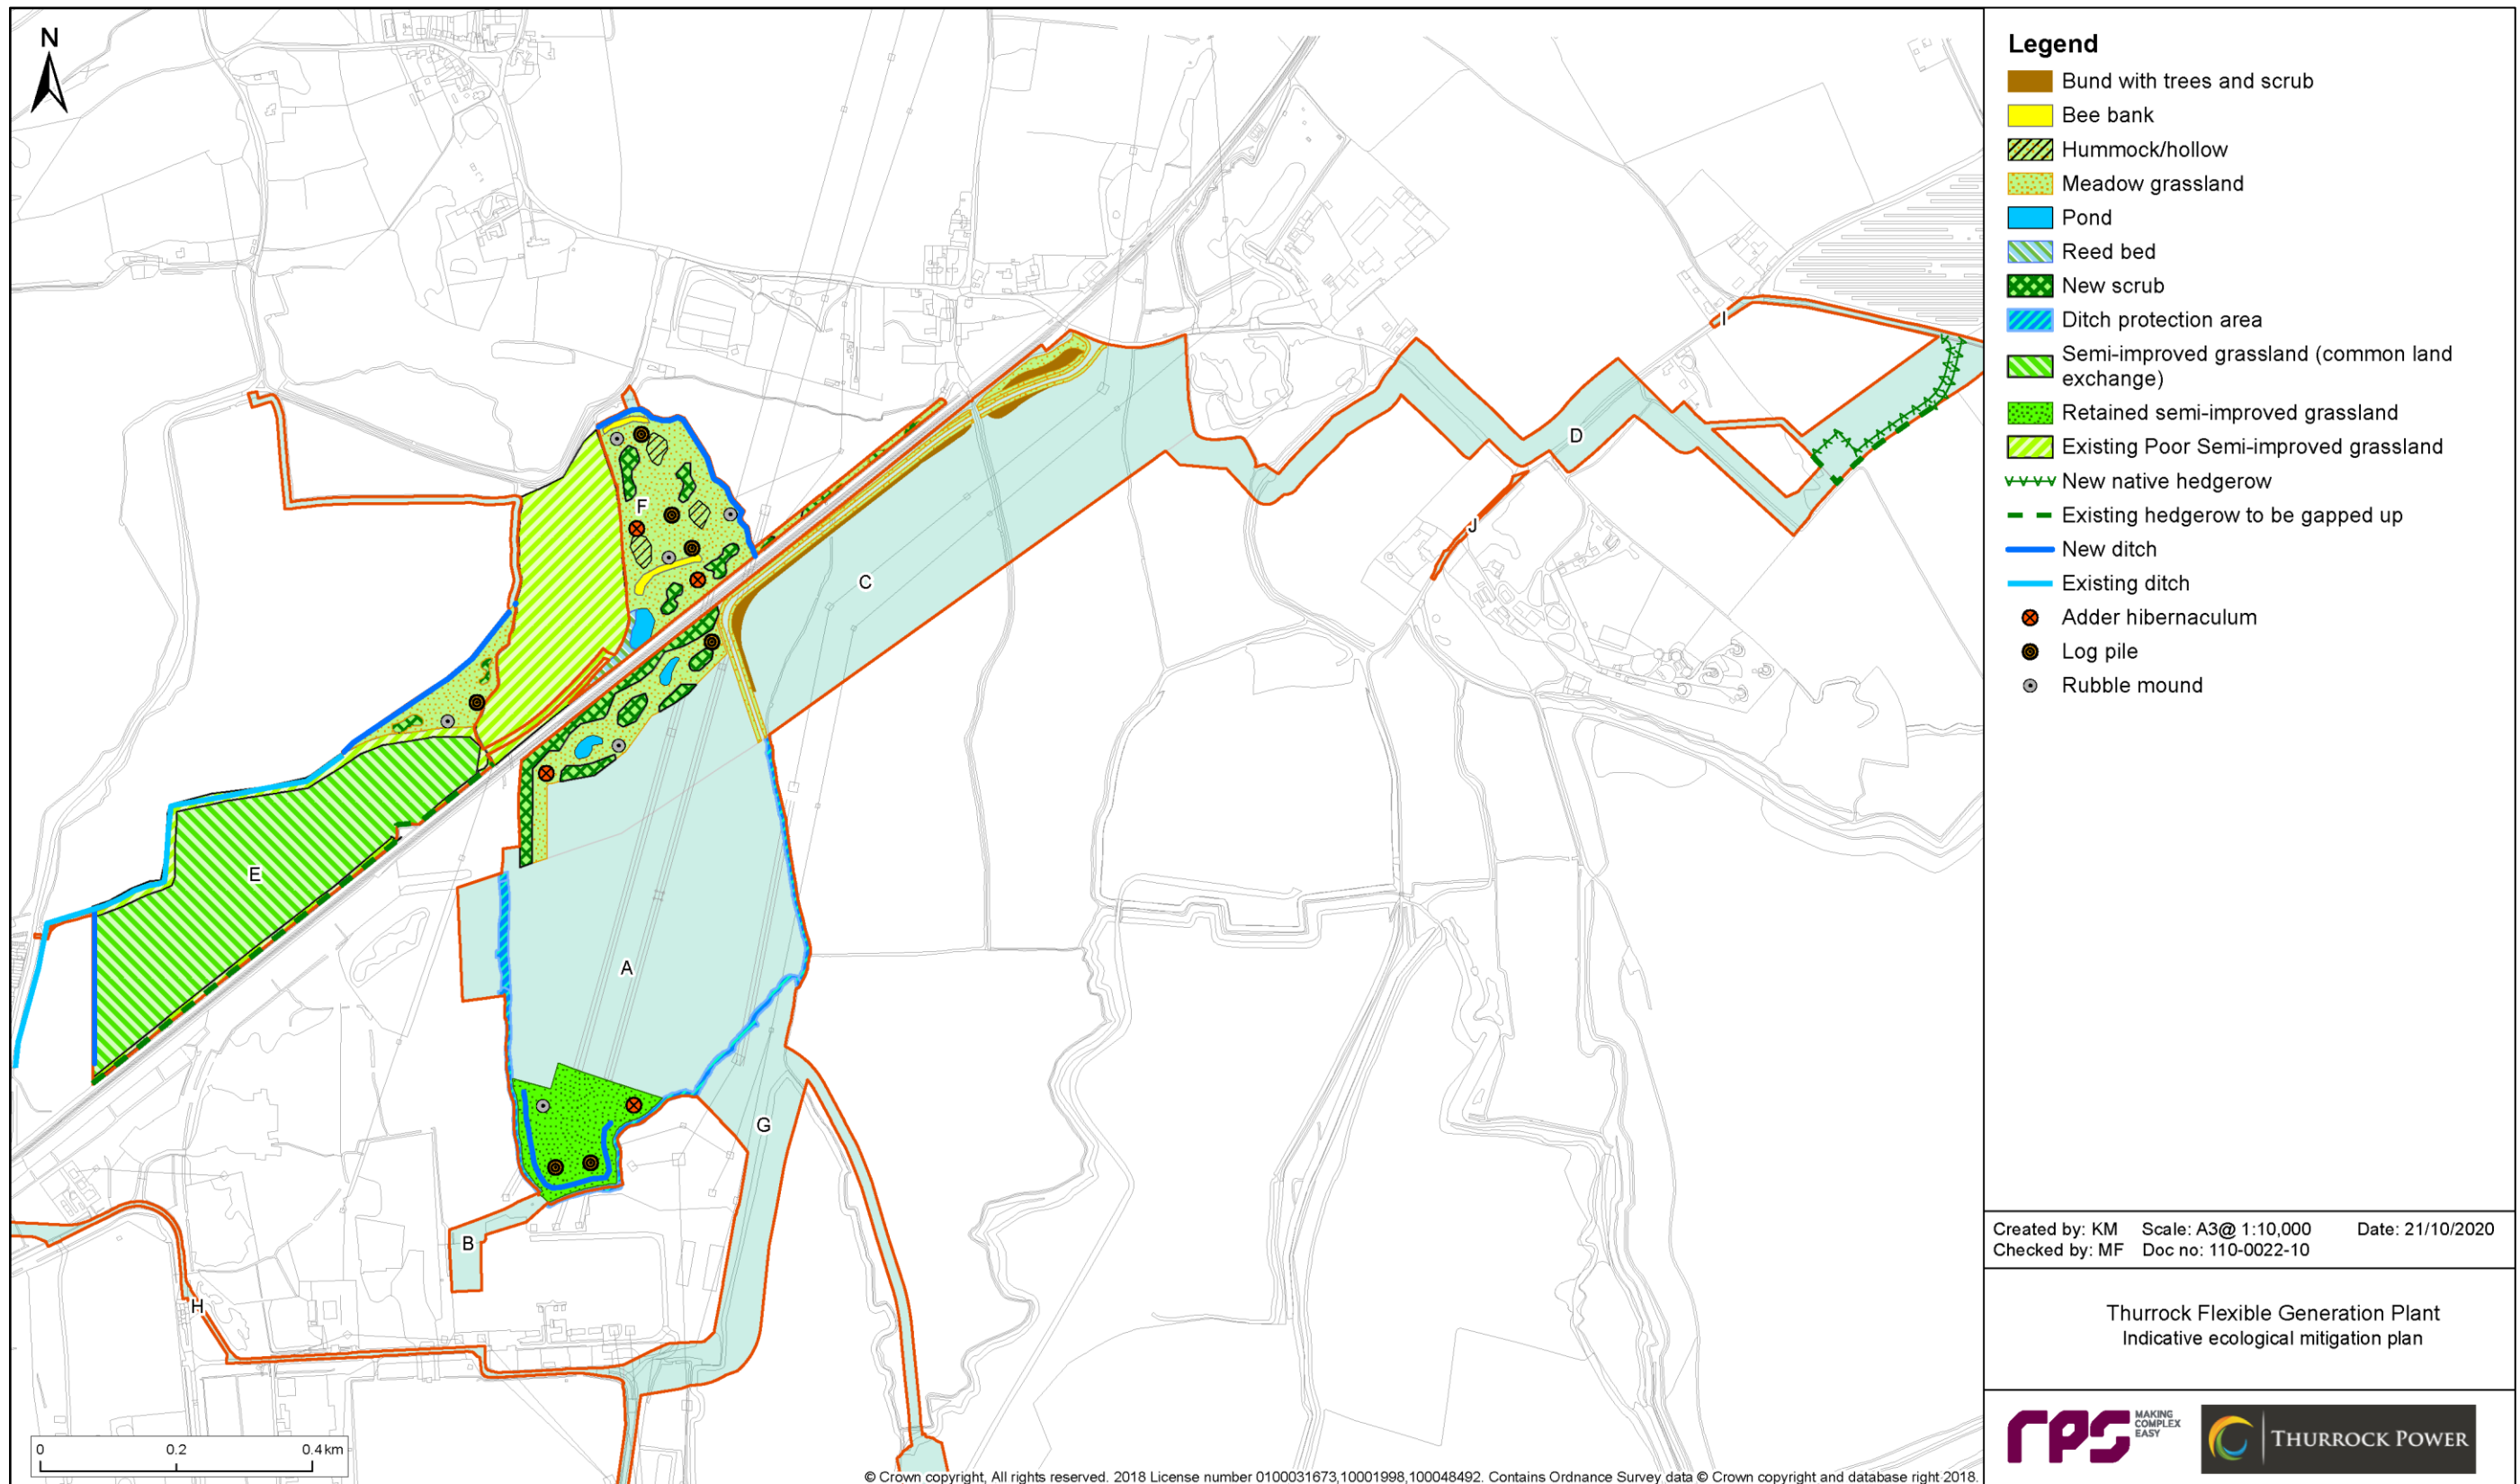 N
I
D
J
F
C
E
A
G
B
H
0 0.2 0.4 km
© Crown copyright, All rights reserved. 2018 License number 0100031673,10001998,100048492. Contains Ordnance Survey data © Crown copyright and database right 2018.
Legend
Bund with trees and scrub
Bee bank
Hummock/hollow
Meadow grassland
Pond
Reed bed
New scrub
Ditch protection area
Semi-improved grassland (common land
exchange)
Retained semi-improved grassland
Existing Poor Semi-improved grassland
New native hedgerow
Existing hedgerow to be gapped up
New ditch
Existing ditch
Adder hibernaculum
Log pile
Rubble mound
Created by: KM Scale: A3@ 1:10,000 Date: 21/10/2020
Checked by: MF Doc no: 110-0022-10
Thurrock Flexible Generation Plant
Indicative ecological mitigation plan
rps
MAKING
COMPLEX
EASY
THURROCK POWER